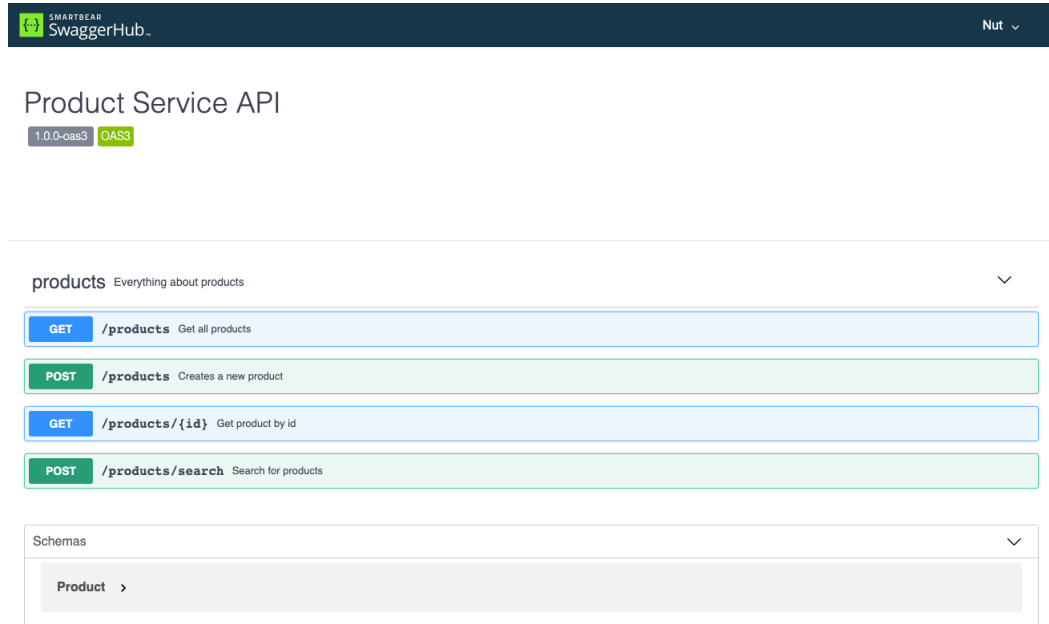 SMARTBEAR
SwaggerHub™
Nut
Product Service API
1.0.0-oas3 OAS3
products Everything about products
GET /products Get all products
POST /products Creates a new product
GET /products/{id} Get product by id
POST /products/search Search for products
Schemas
Product